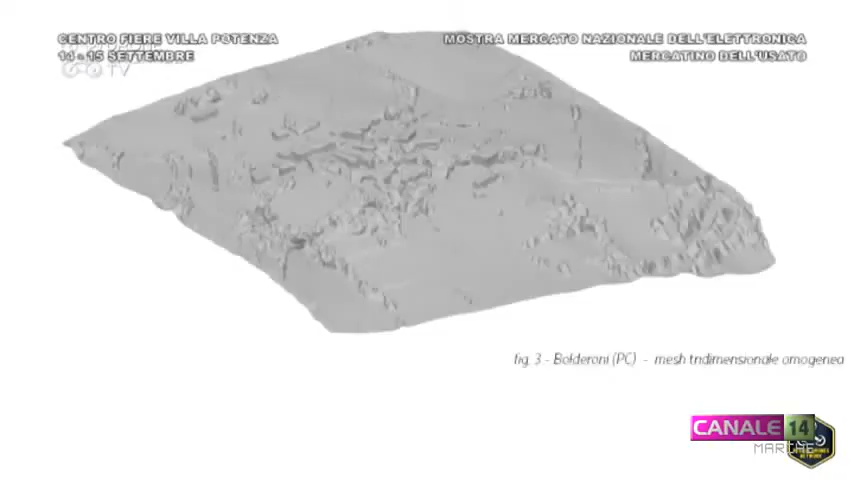 CENTRO FIERE VILLA POTENZA
14 - 15 SETTEMBRE
TV
MOSTRA MERCATO NAZIONALE DELL'ELETTRONICA
MERCATINO DELL'USATO
fig. 3 - Bolderoni (PC) - mesh tridimensionale omogenea
CANALE 14
MARCHE